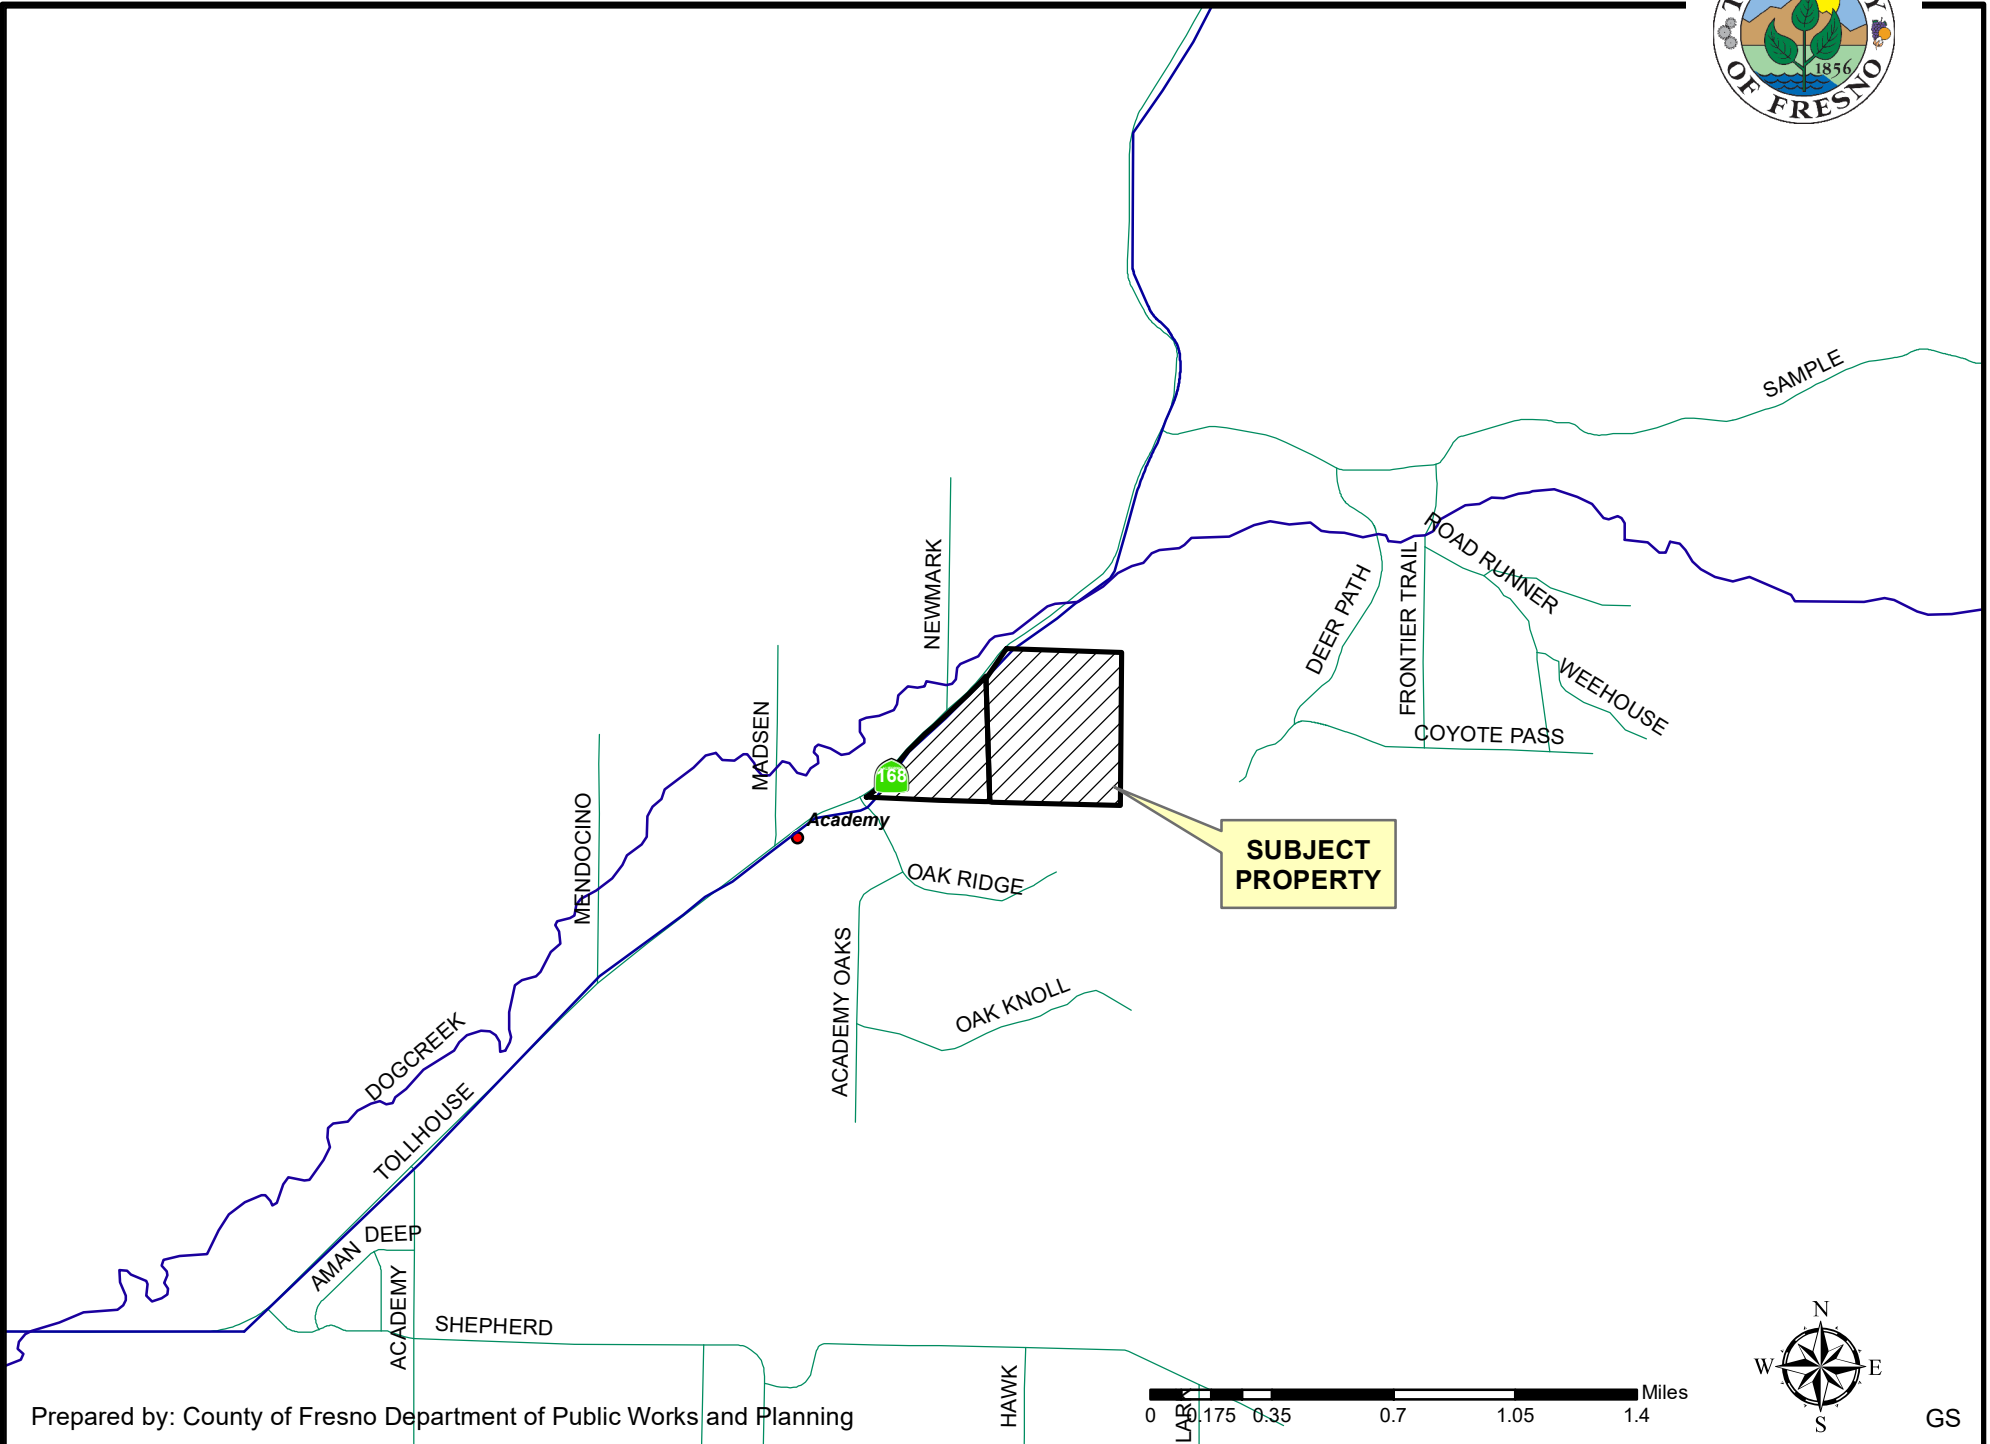 1856
OF FRESNO
SAMPLE
ROAD RUNNER
NEWMARK
FRONTIER TRAIL
DEER PATH
WEEHOUSE
MADSEN
COYOTE PASS
168
MENDOCINO
Academy
SUBJECT
PROPERTY
OAK RIDGE
ACADEMY OAKS
OAK KNOLL
DOGCREEK
TOLLHOUSE
DEEP
AMAN
ACADEMY
SHEPHERD
HAWK
LARK
N
W
E
S
Miles
0 0.175 0.35 0.7 1.05 1.4
Prepared by: County of Fresno Department of Public Works and Planning
GS